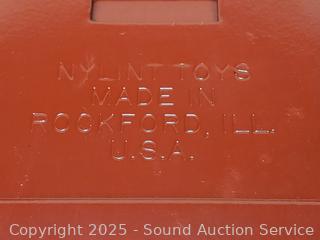 NYLINT TOYS
MADE IN
ROCKFORD, ILL.
U.S.A.
Copyright 2025 - Sound Auction Service